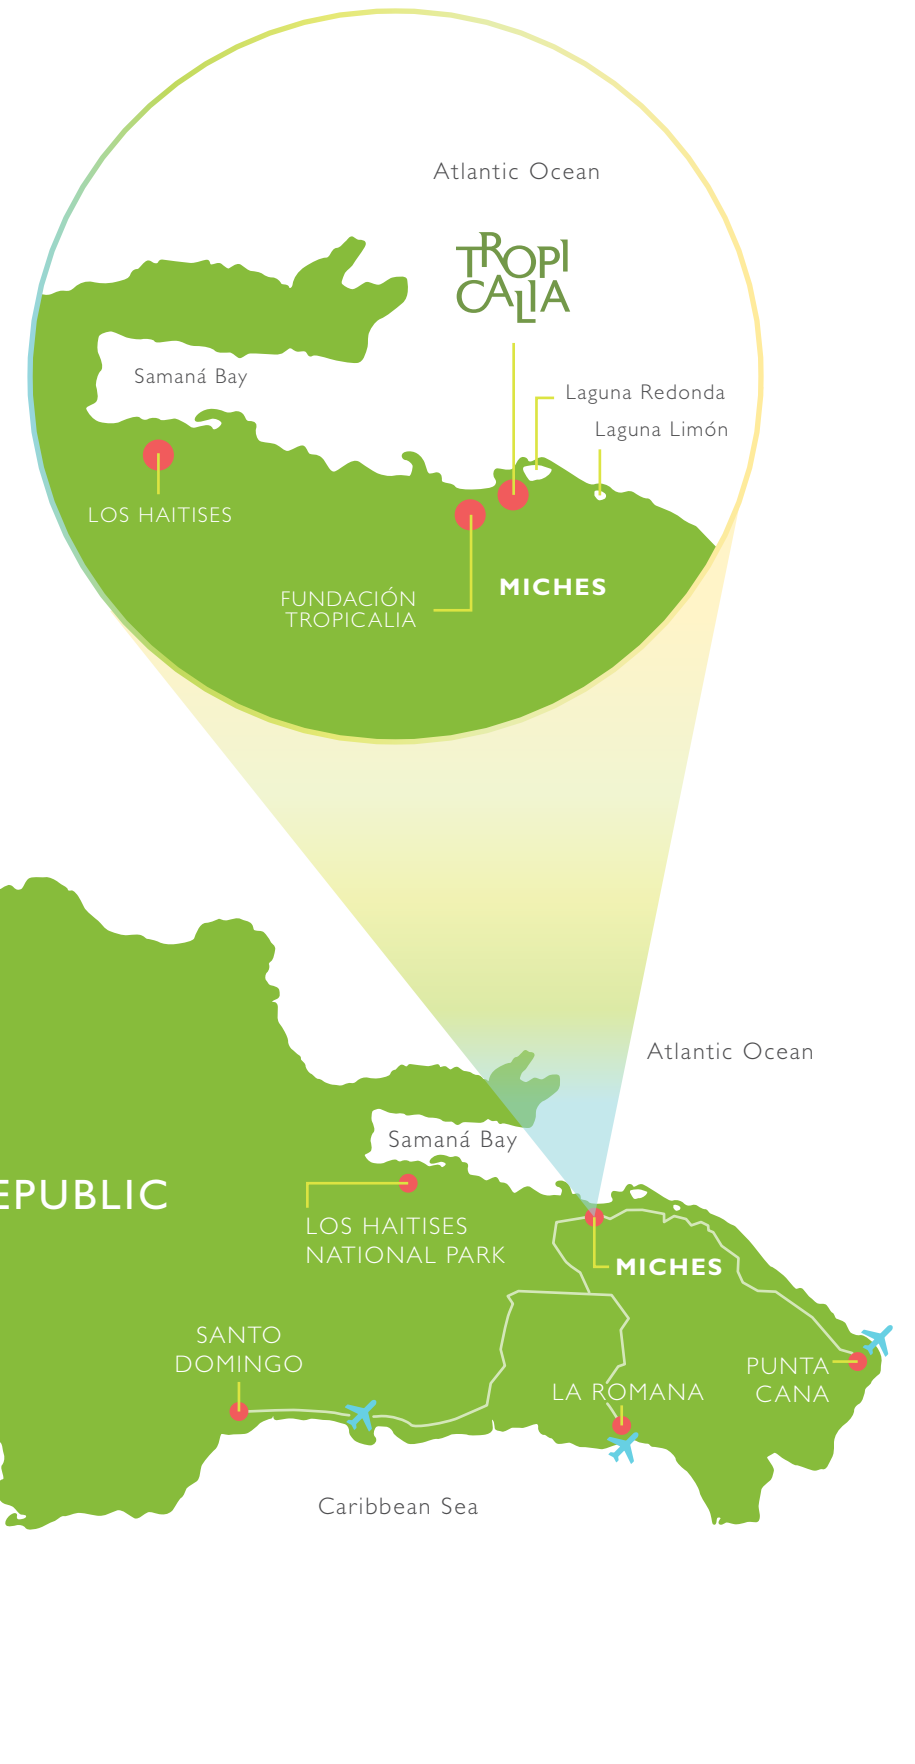 Atlantic Ocean
TROPI
CALIA
Samaná Bay
Laguna Redonda
Laguna Limón
LOS HAITISES
MICHES
FUNDACIÓN
TROPICALIA
Atlantic Ocean
Samaná Bay
EPUBLIC
LOS HAITISES
NATIONAL PARK
MICHES
SANTO
DOMINGO
LA ROMANA
PUNTA
CANA
Caribbean Sea